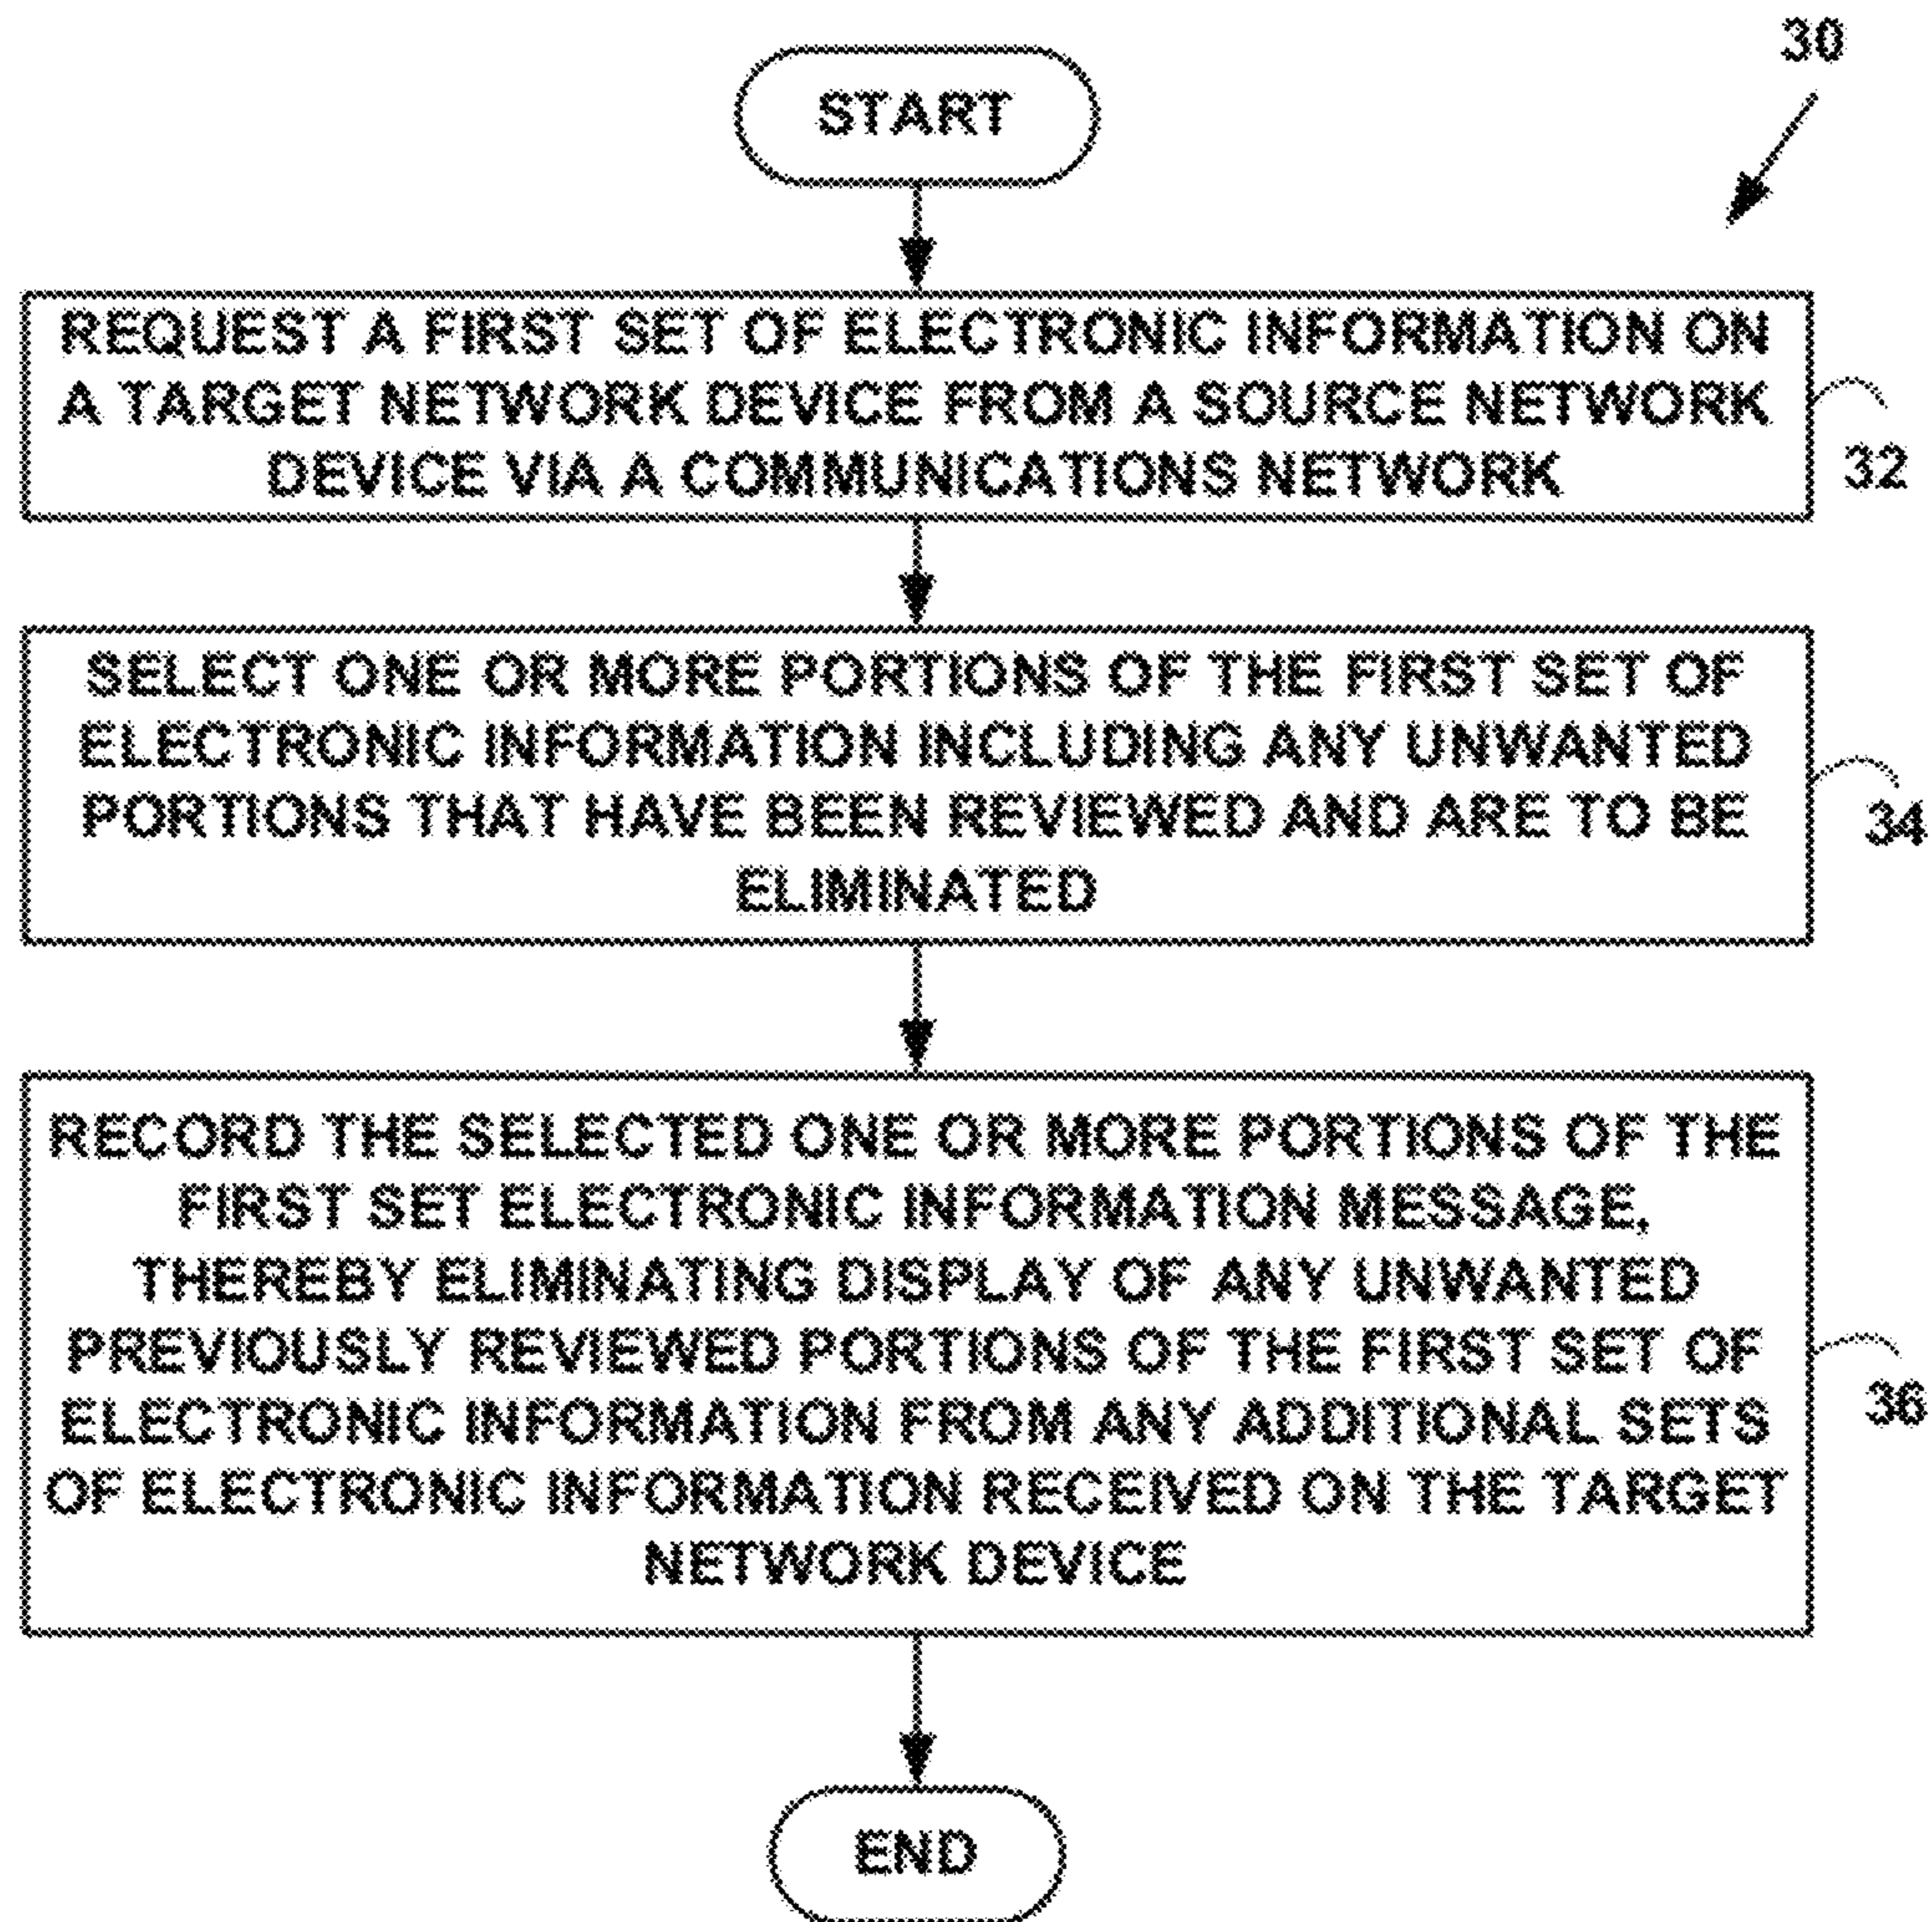 30
START
REQUEST A FIRST SET OF ELECTRONIC INFORMATION ON
A TARGET NETWORK DEVICE FROM A SOURCE NETWORK
DEVICE VIA A COMMUNICATIONS NETWORK
32
SELECT ONE OR MORE PORTIONS OF THE FIRST SET OF
ELECTRONIC INFORMATION INCLUDING ANY UNWANTED
PORTIONS THAT HAVE BEEN REVIEWED AND ARE TO BE
ELIMINATED
34
RECORD THE SELECTED ONE OR MORE PORTIONS OF THE
FIRST SET ELECTRONIC INFORMATION MESSAGE,
THEREBY ELIMINATING DISPLAY OF ANY UNWANTED
PREVIOUSLY REVIEWED PORTIONS OF THE FIRST SET OF
ELECTRONIC INFORMATION FROM ANY ADDITIONAL SETS
OF ELECTRONIC INFORMATION RECEIVED ON THE TARGET
NETWORK DEVICE
36
END